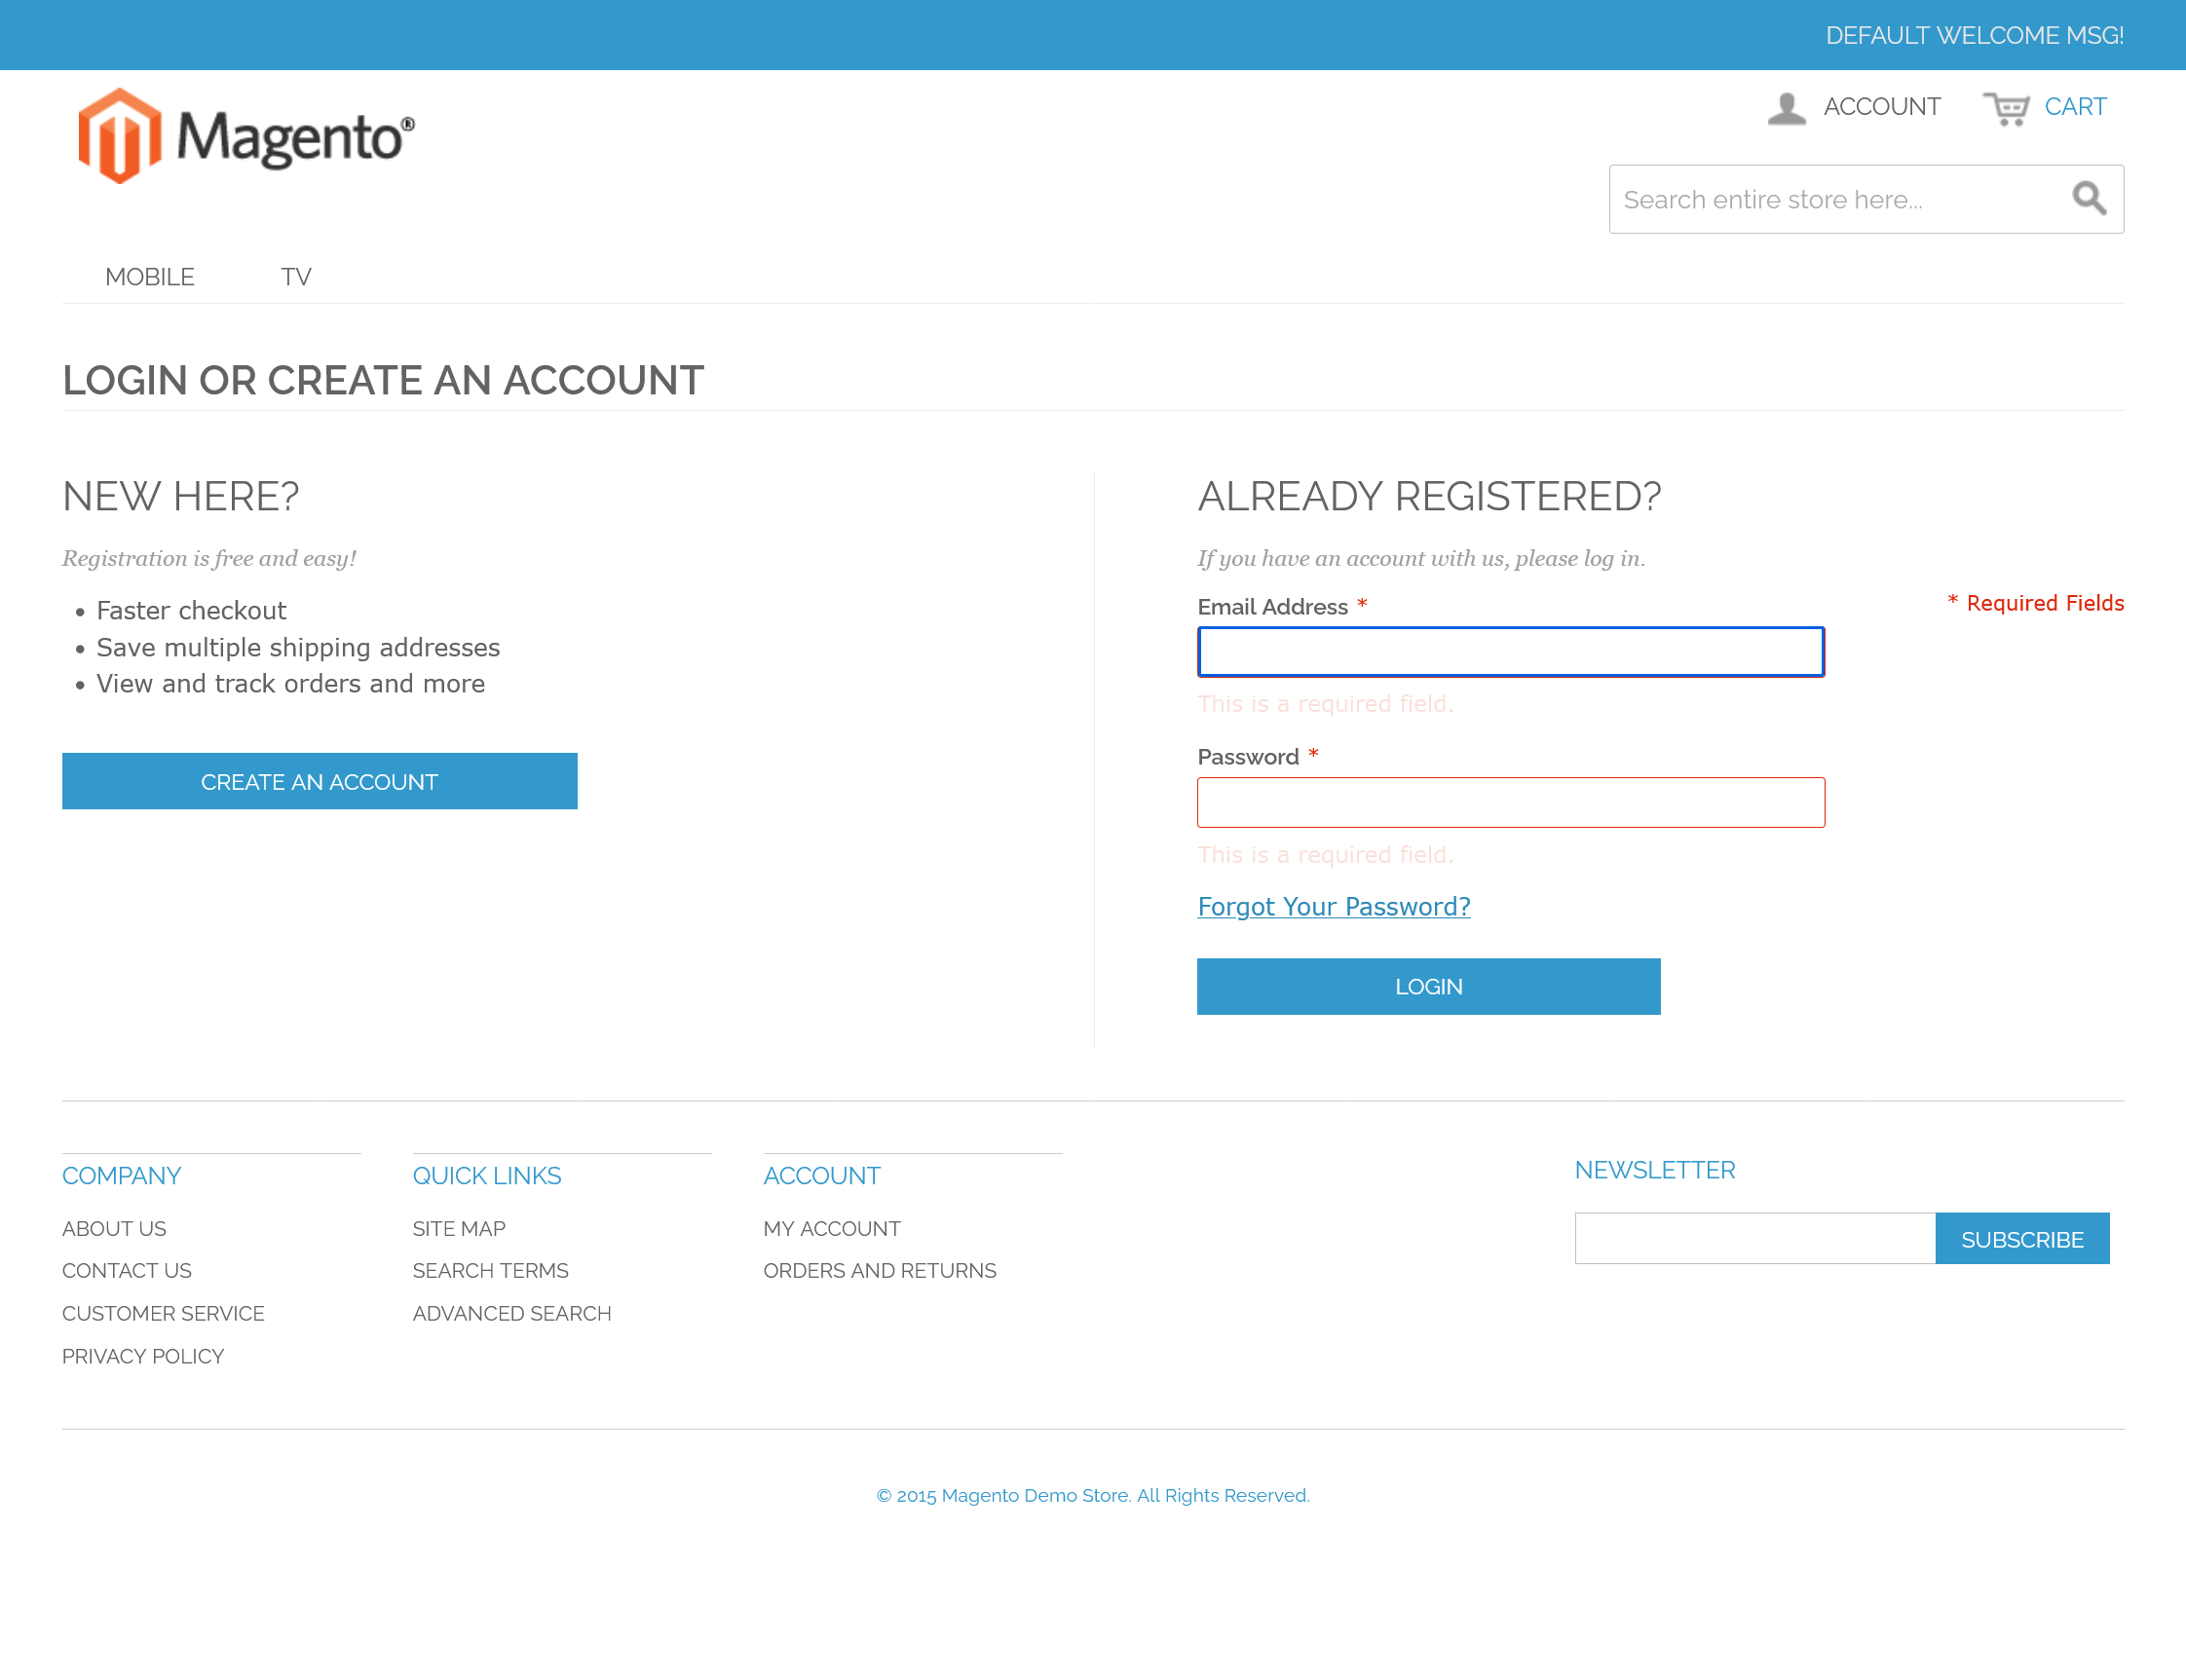 DEFAULT WELCOME MSG!
Magento®
ACCOUNT
CART
Search entire store here...
MOBILE
TV
LOGIN OR CREATE AN ACCOUNT
NEW HERE?
Registration is free and easy!
• Faster checkout
• Save multiple shipping addresses
• View and track orders and more
CREATE AN ACCOUNT
ALREADY REGISTERED?
If you have an account with us, please log in.
* Required Fields
Email Address *
This is a required field.
Password *
This is a required field.
Forgot Your Password?
LOGIN
COMPANY
ABOUT US
CONTACT US
CUSTOMER SERVICE
PRIVACY POLICY
QUICK LINKS
SITE MAP
SEARCH TERMS
ADVANCED SEARCH
ACCOUNT
MY ACCOUNT
ORDERS AND RETURNS
NEWSLETTER
SUBSCRIBE
© 2015 Magento Demo Store. All Rights Reserved.